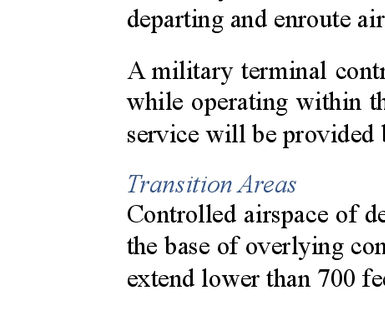 departing and enroute air
A military terminal contr
while operating within th
service will be provided b
Transition Areas
Controlled airspace of de
the base of overlying con
extend lower than 700 fee